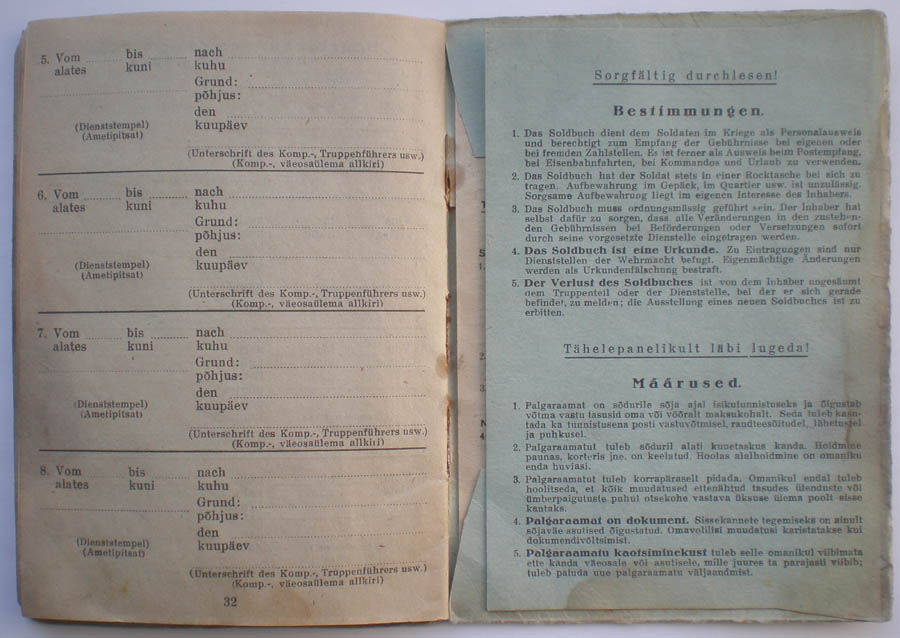 5. Vom bis nach
alates kuni kuhu
Grund:
põhjus:
den
(Dienststempel) kuupäev
(Ametipitsat)
(Unterschrift des Komp.-, Truppenführers usw.)
(Komp.-, väeosaülema allkiri)
6. Vom bis nach
alates kuni kuhu
Grund:
põhjus:
den
(Dienststempel) kuupäev
(Ametipitsat)
(Unterschrift des Komp.-, Truppenführers usw.)
(Komp.-, väeosaülema allkiri)
7. Vom bis nach
alates kuni kuhu
Grund:
põhjus:
den
(Dienststempel) kuupäev
(Ametipitsat)
(Unterschrift des Komp.-, Truppenführers usw.)
(Komp.-, väeosaülema allkiri)
8. Vom bis nach
alates kuni kuhu
Grund:
põhjus:
den
(Dienststempel) kuupäev
(Ametipitsat)
(Unterschrift des Komp.-, Truppenführers usw.)
(Komp.-, väeosaülema allkiri)
32
Sorgfältig durchlesen!
Bestimmungen.
1. Das Soldbuch dient dem Soldaten im Kriege als Personalausweis
und berechtigt zum Empfang der Gebührnisse bei eigenen oder
bei fremden Zahlstellen. Es ist ferner als Ausweis beim Postempfang,
bei Eisenbahnfahrten, bei Kommandos und Urlaub zu verwenden.
2. Das Soldbuch hat der Soldat stets in einer Rocktasche bei sich zu
tragen. Aufbewahrung im Gepäck, im Quartier usw. ist unzulässig.
Sorgsame Aufbewahrung liegt im eigenen Interesse des Inhabers.
3. Das Soldbuch muss ordnungsmässig geführt sein. Der Inhaber hat
selbst dafür zu sorgen, dass alle Veränderungen in den zustehen-
den Gebührnissen bei Beförderungen oder Versetzungen sofort
durch seine vorgesetzte Dienstelle eingetragen werden.
4. Das Soldbuch ist eine Urkunde. Zu Eintragungen sind nur
Dienststellen der Wehrmacht befugt. Eigenmächtige Änderungen
werden als Urkundenfälschung bestraft.
5. Der Verlust des Soldbuches ist von dem Inhaber ungesäumt
dem Truppenteil oder der Dienststelle, bei der er sich gerade
befindet, zu melden; die Ausstellung eines neuen Soldbuches ist zu
erbitten.
Tähelepanelikult läbi lugeda!
Määrused.
1. Palgaraamat on sõdurile sõja ajal isikutunnistuseks ja õigustab
võtma vastu tasusid oma või võõralt maksukohalt. Seda tuleb kasu-
tada ka tunnistusena posti vastuvõtmisel, raudteesõitudel, lähetustel
ja puhkusel.
2. Palgaraamatut tuleb sõduril alati kuuetaskus kanda. Hoidmine
paunas, korteris jne. on keelatud. Hoolas alalhoidmine on omaniku
enda huviasi.
3. Palgaraamatut tuleb korrapäraselt pidada. Omanikul endal tuleb
hoolitseda, et kõik muudatused ettenähtud tasudes ülenduste või
ümberpaigutuste puhul otsekohe vastava üksuse ülema poolt sisse
kantaks.
4. Palgaraamat on dokument. Sissekannete tegemiseks on ainult
sõjaväe-asutised õigustatud. Omavolilisi muudatusi karistatakse kui
dokumendivõltsimist.
5. Palgaraamatu kaotsiminekust tuleb selle omanikul viibimata
ette kanda väeosale või asutisele, mille juures ta parajasti viibib;
tuleb paluda uue palgaraamatu väljaandmist.